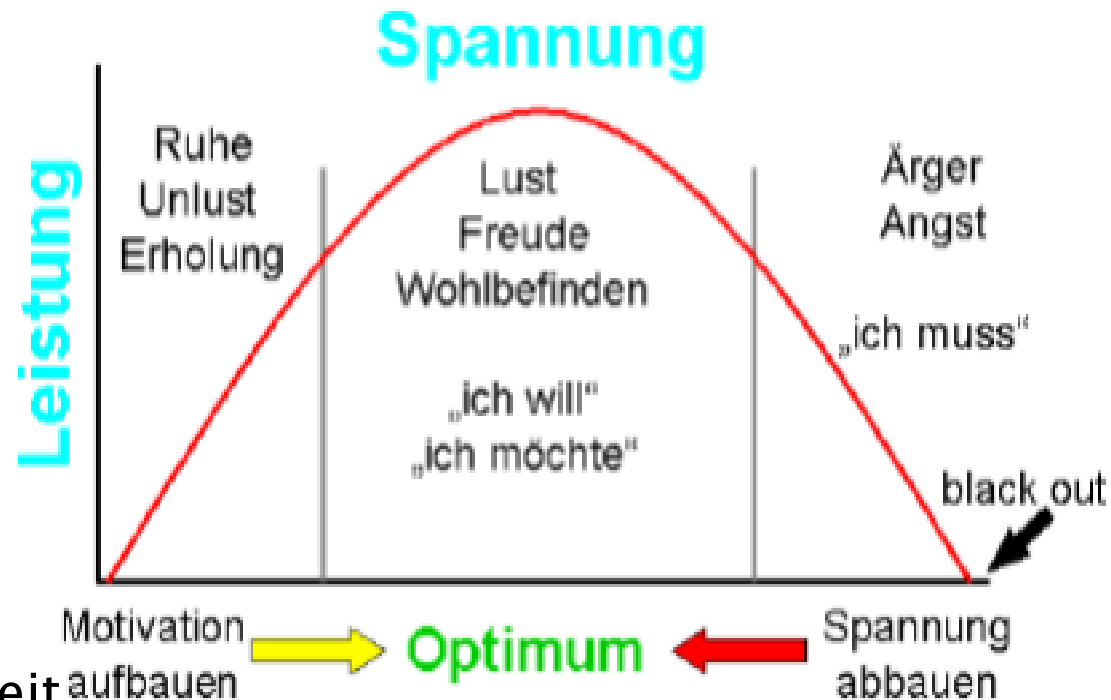 Spannung
Leistung
Ruhe
Unlust
Erholung
Lust
Freude
Wohlbefinden
„ich will“
„ich möchte“
Ärger
Angst
„ich muss“
black out
Motivation
aufbauen
Optimum
Spannung
abbauen
eit